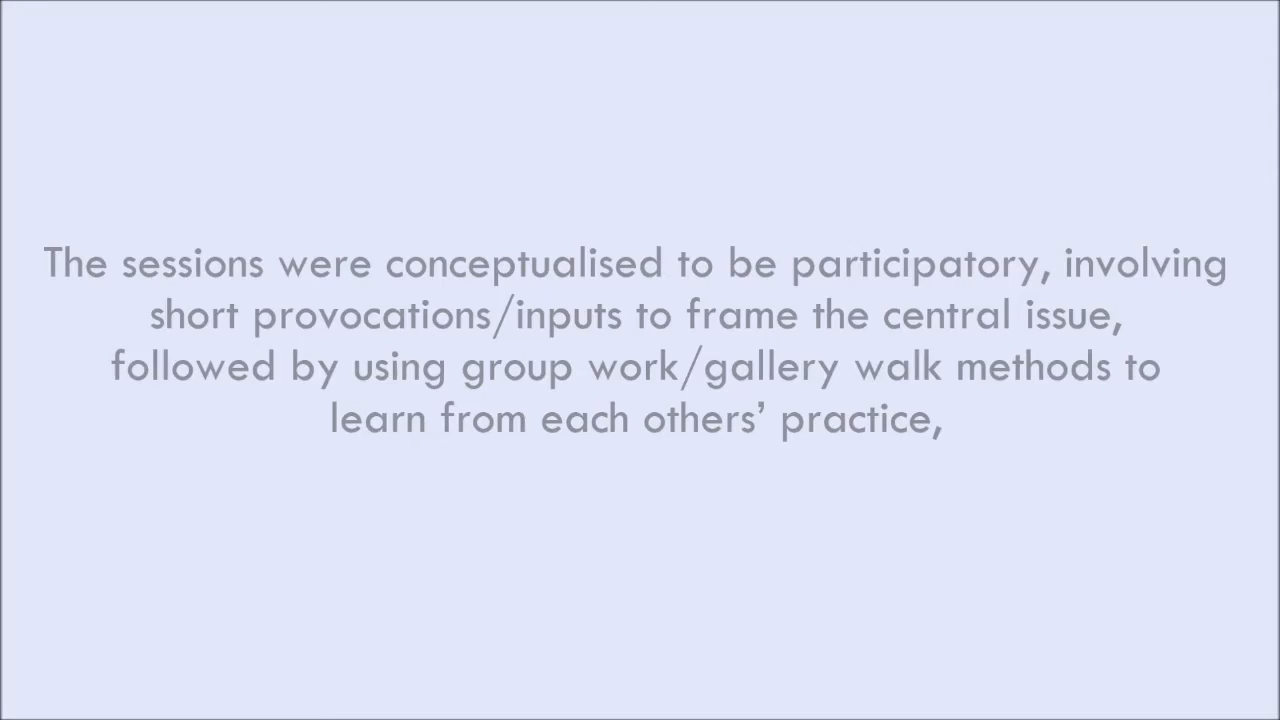 The sessions were conceptualised to be participatory, involving
short provocations/inputs to frame the central issue,
followed by using group work/gallery walk methods to
learn from each others’ practice,